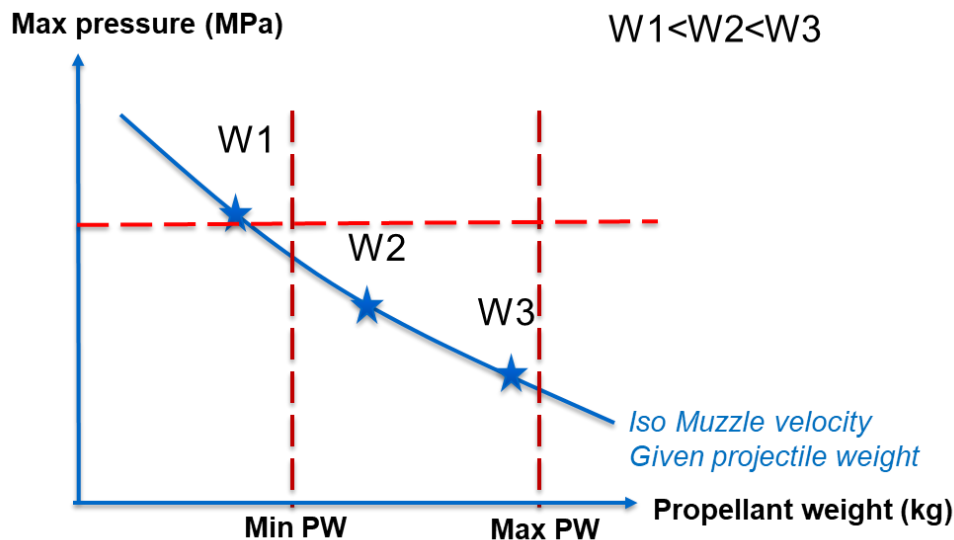 Max pressure (MPa)
W1<W2<W3
W1
W2
W3
Iso Muzzle velocity
Given projectile weight
Min PW
Max PW
Propellant weight (kg)